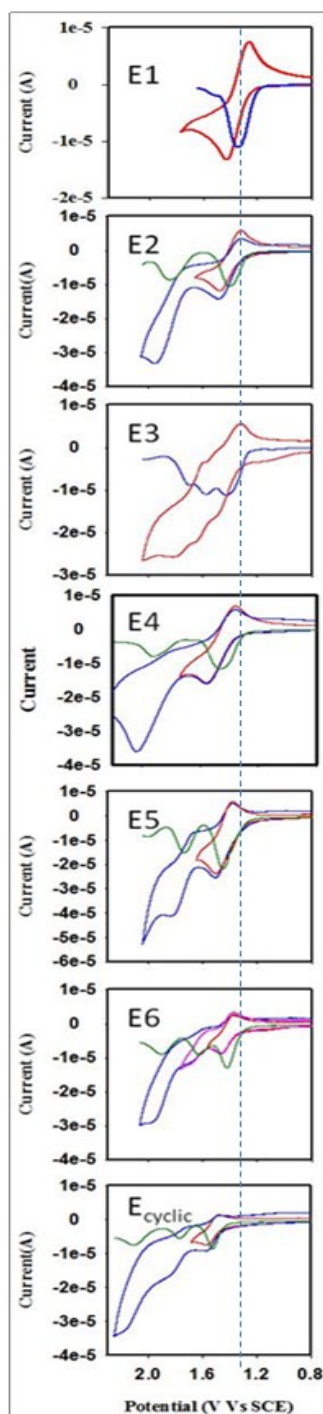 1e-5
0
-1e-5
-2e-5
Current (A)
E1
1e-5
0
-1e-5
-2e-5
-3e-5
-4e-5
Current(A)
E2
1e-5
0
-1e-5
-2e-5
-3e-5
Current (A)
E3
1e-5
0
-1e-5
-2e-5
-3e-5
-4e-5
Current
E4
1e-5
0
-1e-5
-2e-5
-3e-5
-4e-5
-5e-5
-6e-5
Current (A)
E5
1e-5
0
-1e-5
-2e-5
-3e-5
-4e-5
Current (A)
E6
1e-5
0
-1e-5
-2e-5
-3e-5
4e-5
Current(A)
Ecyclic
2.0 1.6 1.2 0.8
Potential (V Vs SCE)